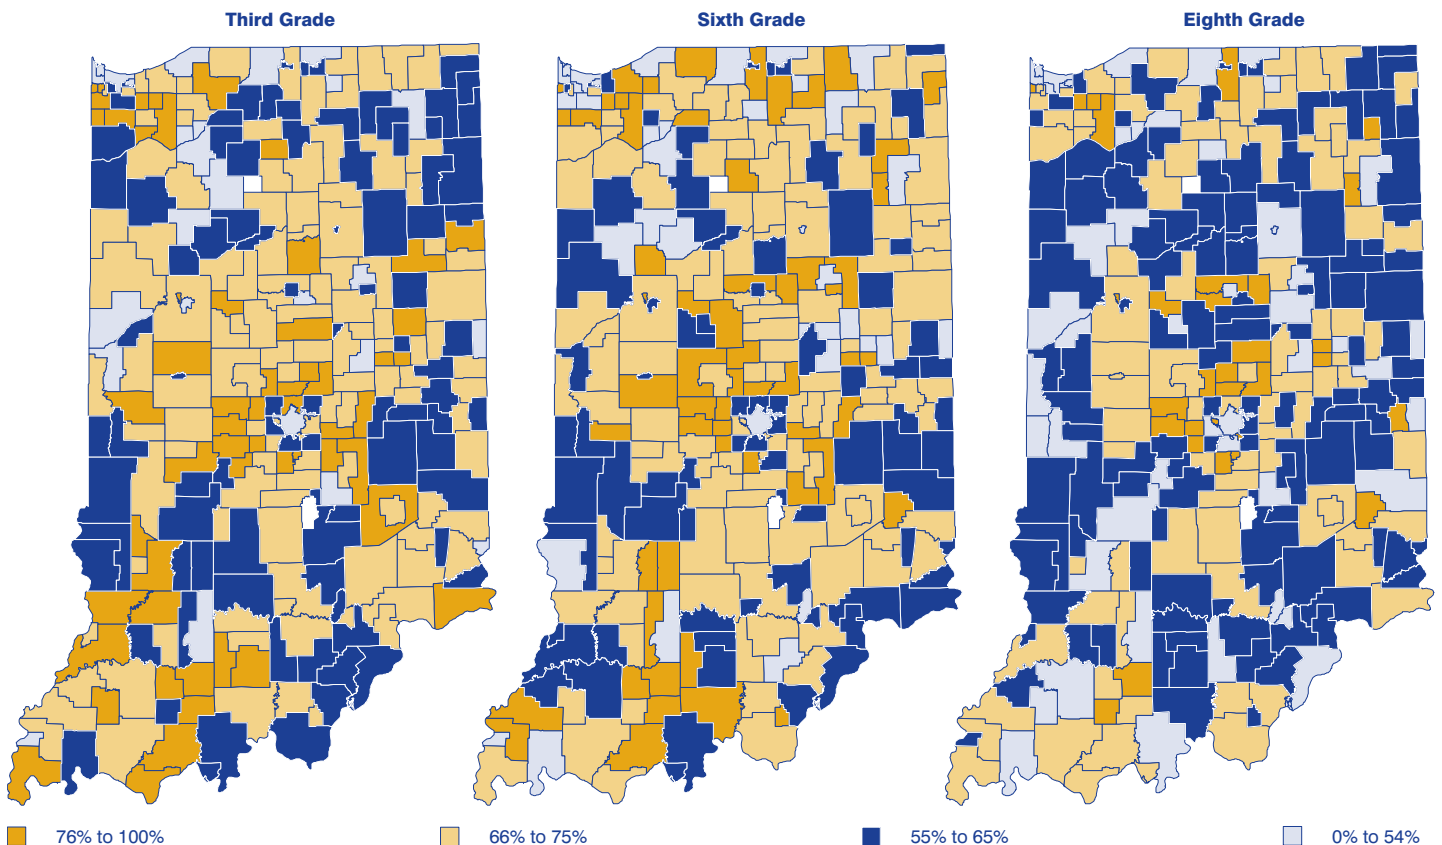 Third Grade
Sixth Grade
Eighth Grade
76% to 100%
66% to 75%
55% to 65%
0% to 54%